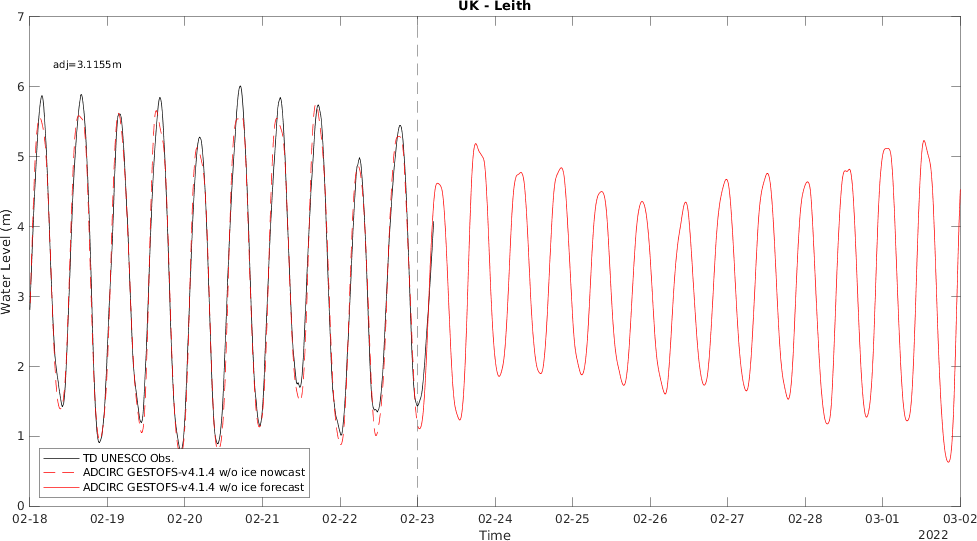 UK - Leith
7
adj=3.1155m
6
5
4
3
2
1
0
Water Level (m)
TD UNESCO Obs.
ADCIRC GESTOFS-v4.1.4 w/o ice nowcast
ADCIRC GESTOFS-v4.1.4 w/o ice forecast
02-18 02-19 02-20 02-21 02-22 02-23 02-24 02-25 02-26 02-27 02-28 03-01 03-02
Time
2022